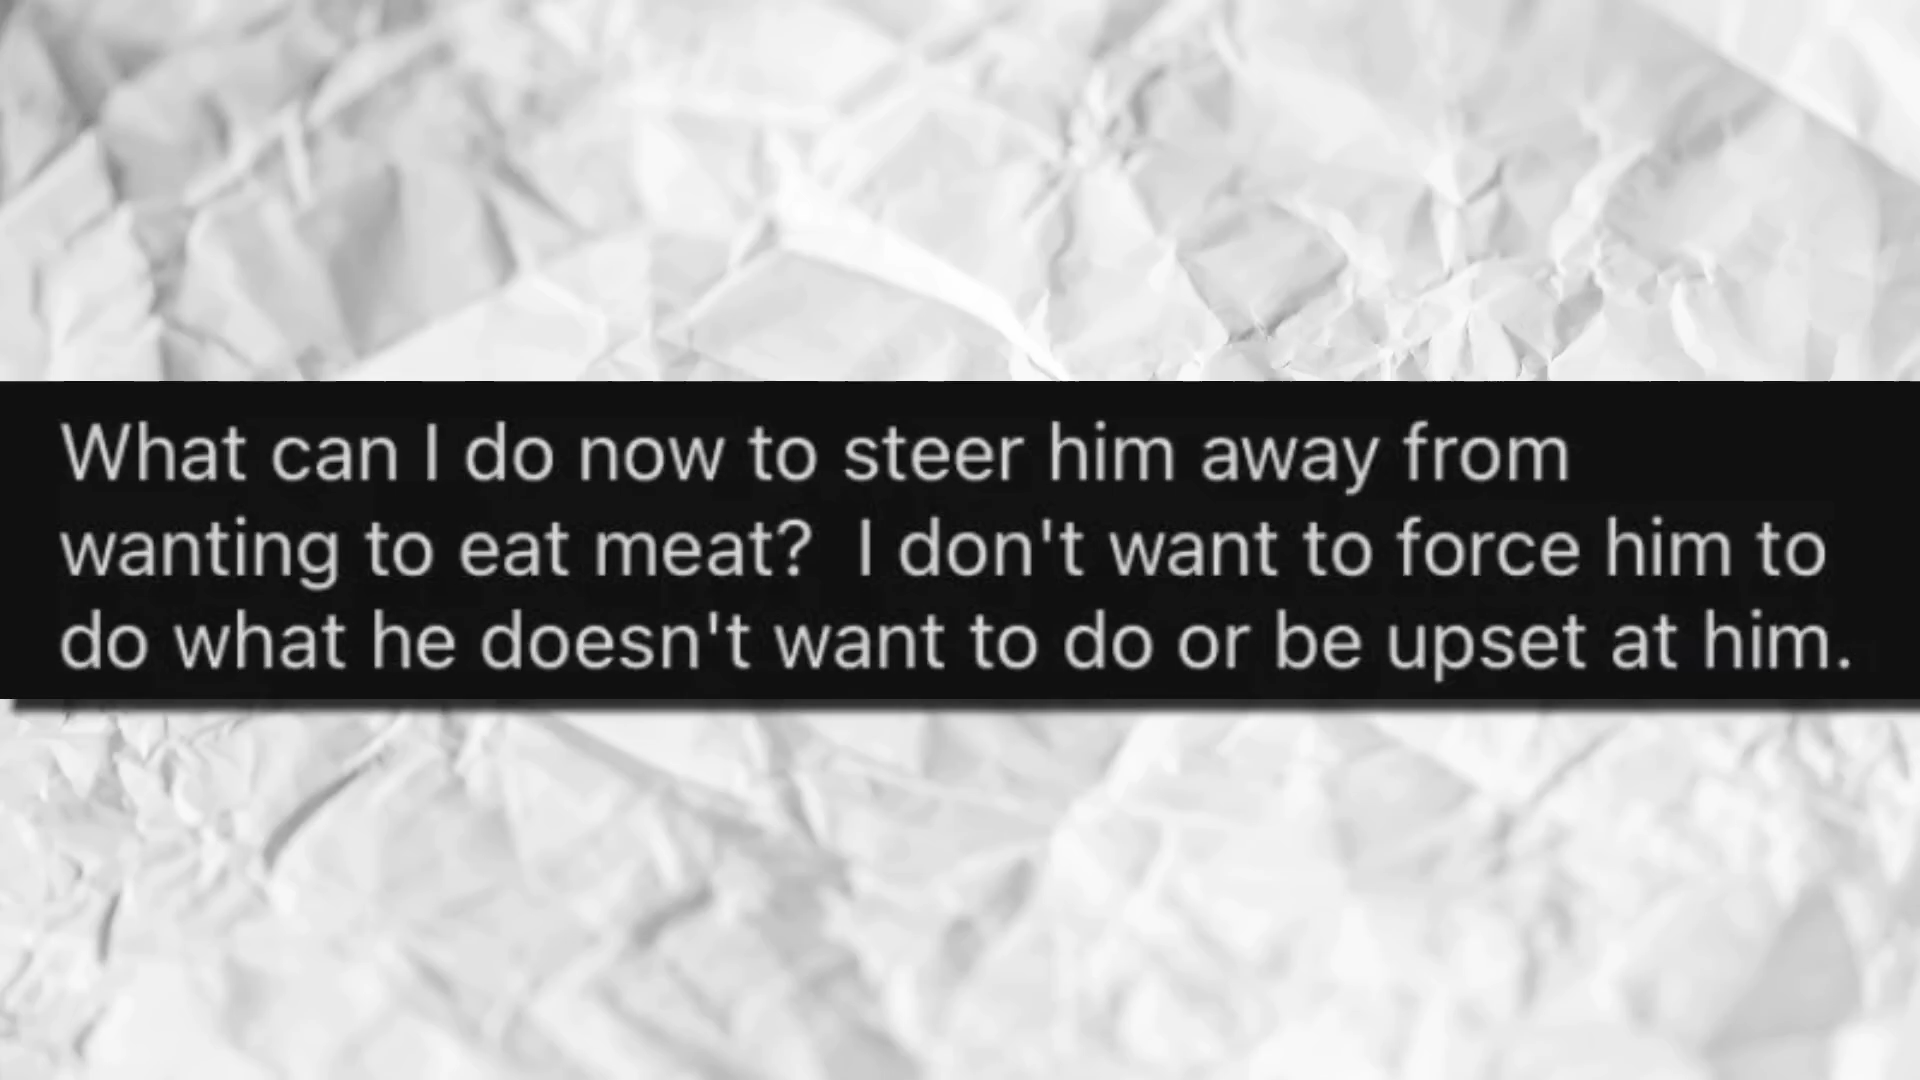 What can I do now to steer him away from
wanting to eat meat?  I don't want to force him to
do what he doesn't want to do or be upset at him.